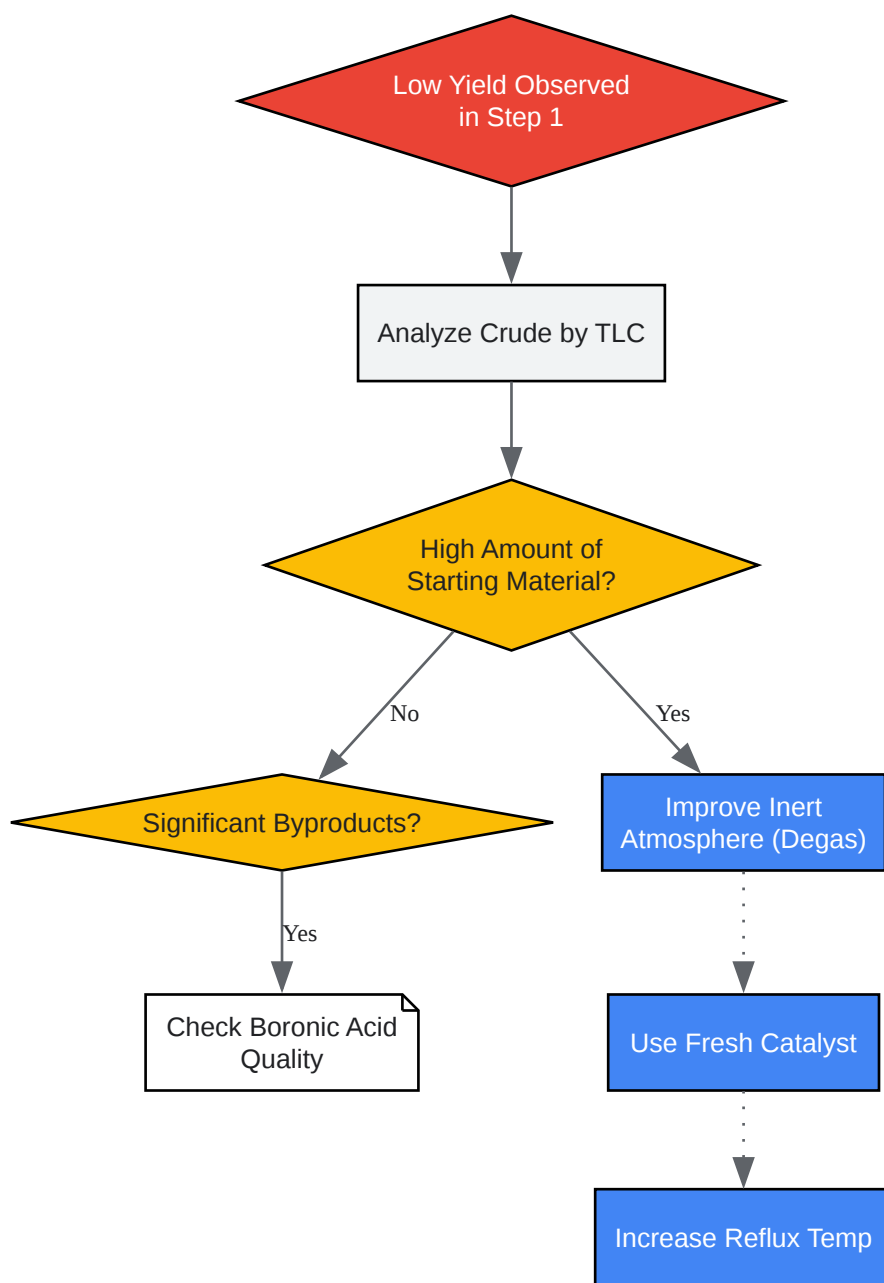 Low Yield Observed
in Step 1
Analyze Crude by TLC
High Amount of
Starting Material?
No
Yes
Significant Byproducts?
Improve Inert
Atmosphere (Degas)
Yes
Check Boronic Acid
Quality
Use Fresh Catalyst
Increase Reflux Temp